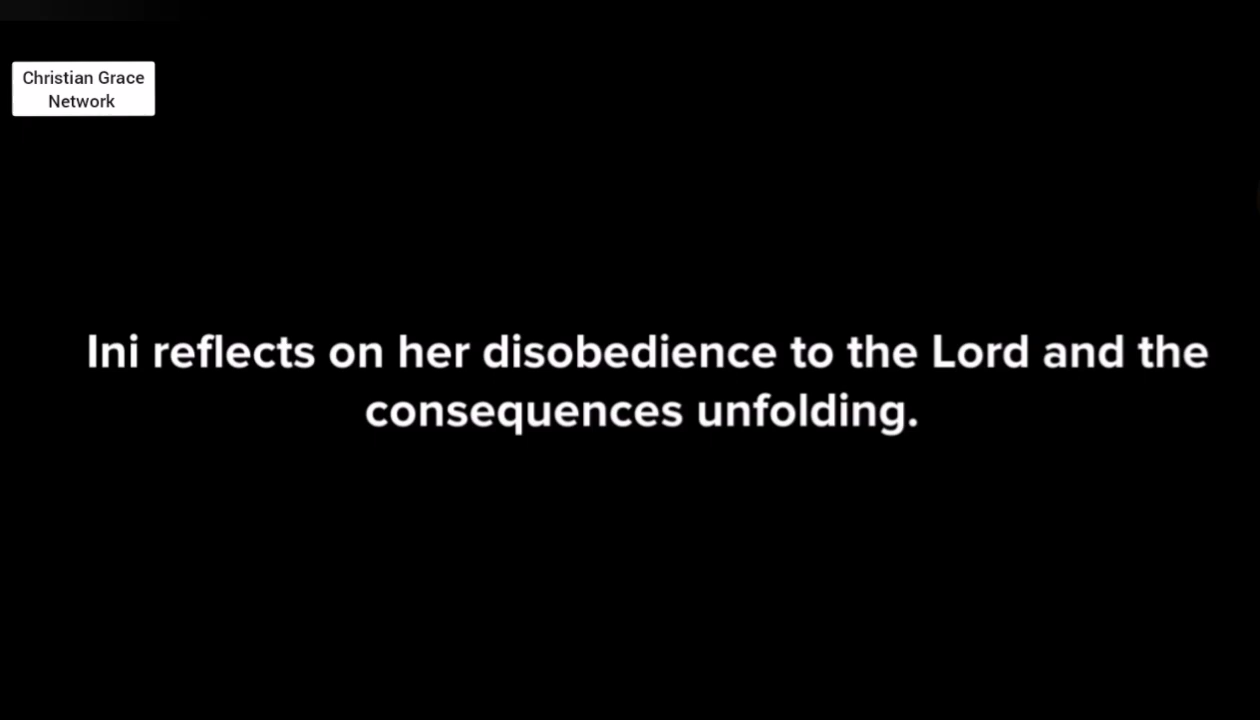 Christian Grace
Network
Ini reflects on her disobedience to the Lord and the
consequences unfolding.